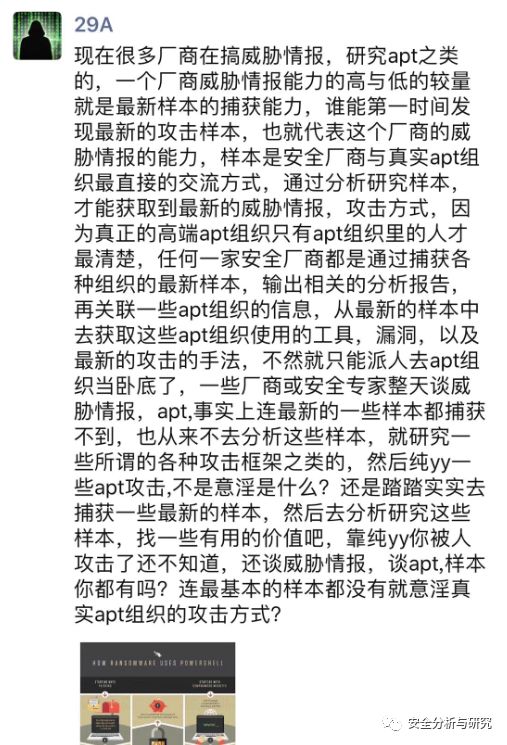 29A
现在很多厂商在搞威胁情报，研究apt之类
的，一个厂商威胁情报能力的高与低的较量
就是最新样本的捕获能力，谁能第一时间发
现最新的攻击样本，也就代表这个厂商的威
胁情报的能力，样本是安全厂商与真实apt组
织最直接的交流方式，通过分析研究样本，
才能获取到最新的威胁情报，攻击方式，因
为真正的高端apt组织只有apt组织里的人才
最清楚，任何一家安全厂商都是通过捕获各
种组织的最新样本，输出相关的分析报告，
再关联一些apt组织的信息，从最新的样本中
去获取这些apt组织使用的工具，漏洞，以及
最新的攻击的手法，不然就只能派人去apt组
织当卧底了，一些厂商或安全专家整天谈威
胁情报，apt,事实上连最新的一些样本都捕获
不到，也从来不去分析这些样本，就研究一
些所谓的各种攻击框架之类的，然后纯yy一
些apt攻击,不是意淫是什么？还是踏踏实实去
捕获一些最新的样本，然后去分析研究这些
样本，找一些有用的价值吧，靠纯yy你被人
攻击了还不知道，还谈威胁情报，谈apt,样本
你都有吗？连最基本的样本都没有就意淫真
实apt组织的攻击方式？
HOW RANSOMWARE USES POWERSHELL
安全分析与研究